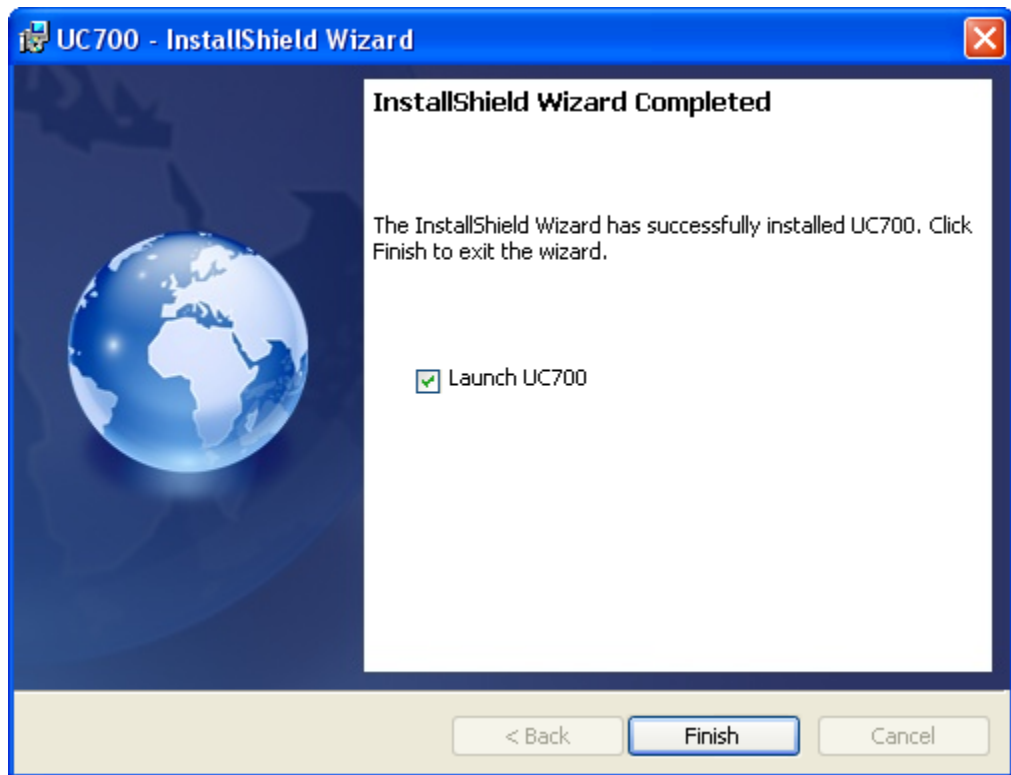 UC700 - InstallShield Wizard
InstallShield Wizard Completed
The InstallShield Wizard has successfully installed UC700. Click
Finish to exit the wizard.
Launch UC700
< Back
Finish
Cancel